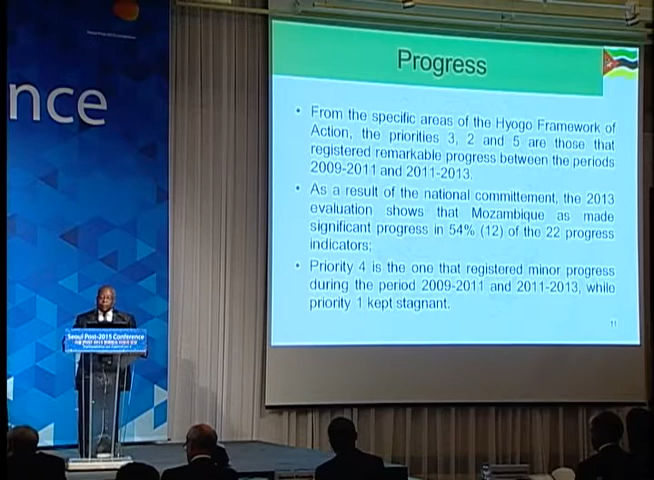 nce
Seoul Post-2015 Conference
Progress
• From the specific areas of the Hyogo Framework of
Action, the priorities 3, 2 and 5 are those that
registered remarkable progress between the periods
2009-2011 and 2011-2013.
• As a result of the national committement, the 2013
evaluation shows that Mozambique as made
significant progress in 54% (12) of the 22 progress
indicators;
• Priority 4 is the one that registered minor progress
during the period 2009-2011 and 2011-2013, while
priority 1 kept stagnant.
11